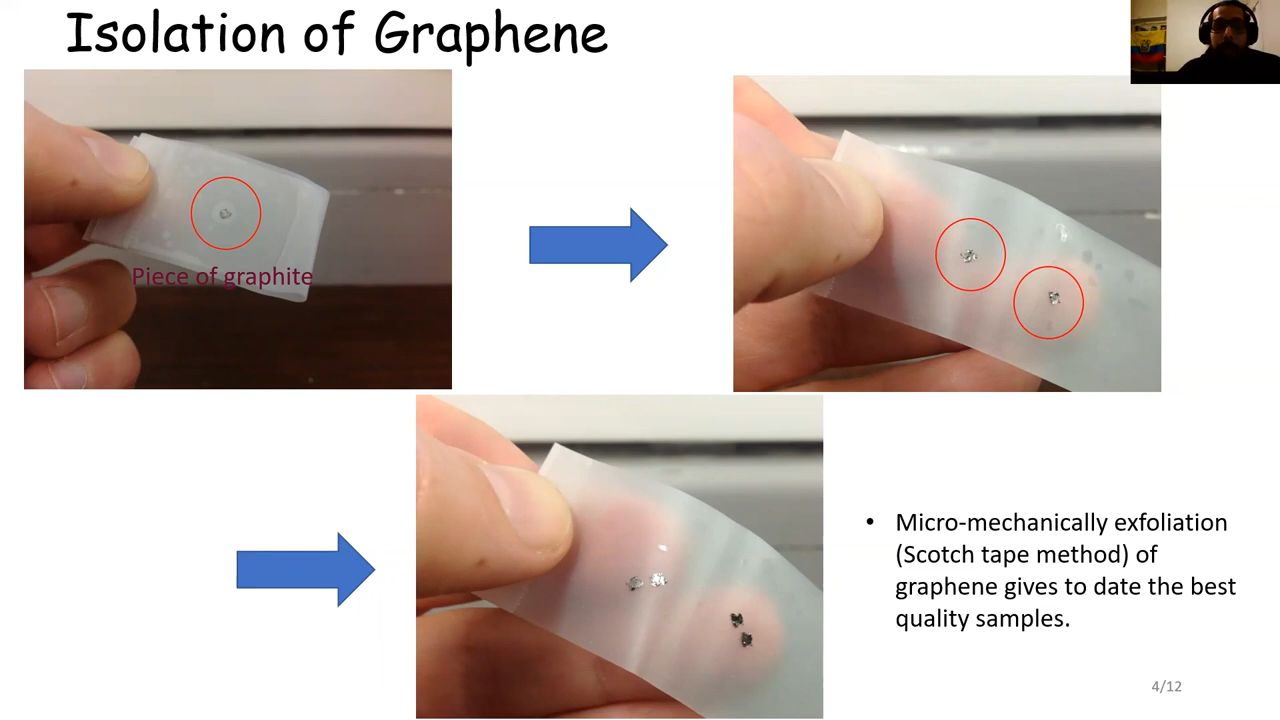 Isolation of Graphene
Piece of graphite
• Micro-mechanically exfoliation
(Scotch tape method) of
graphene gives to date the best
quality samples.
4/12